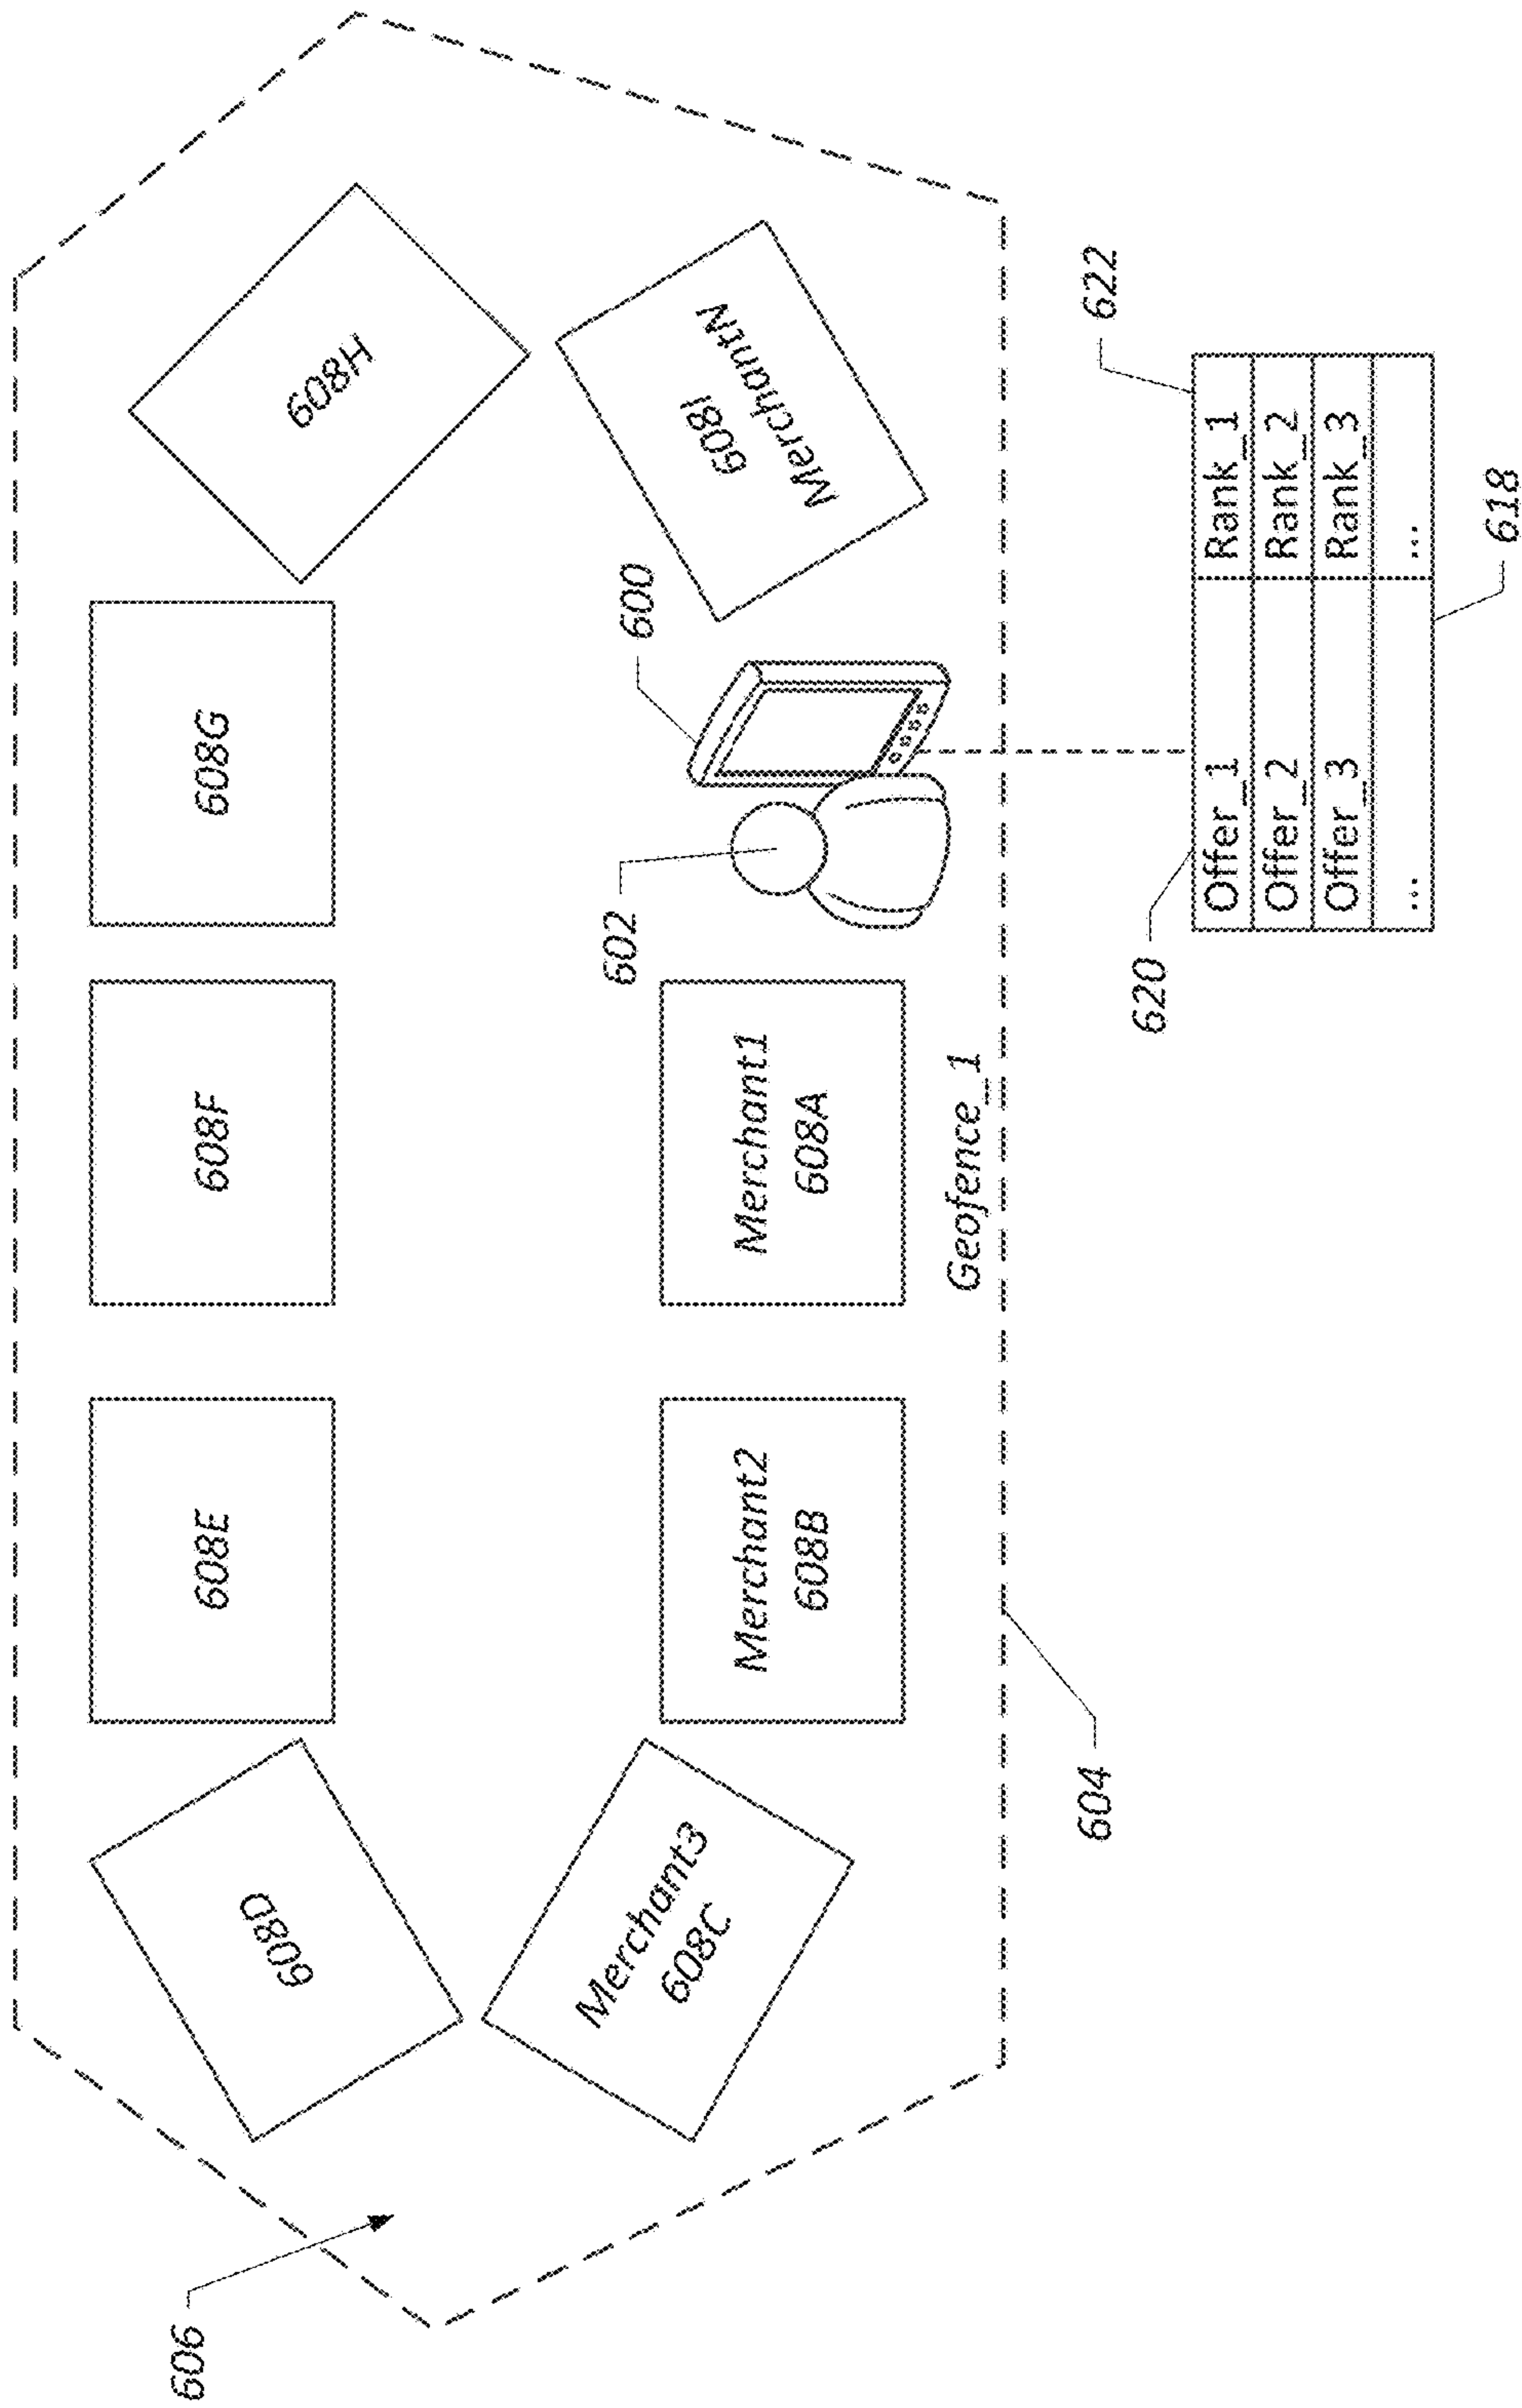 606
608D
608E
608F
608G
608H
Merchant3
608C
Merchant2
608B
Merchant1
608A
602
600
608I
MerchantN
Geofence_1
604
620
622
Offer_1 Rank_1
Offer_2 Rank_2
Offer_3 Rank_3
... ...
618